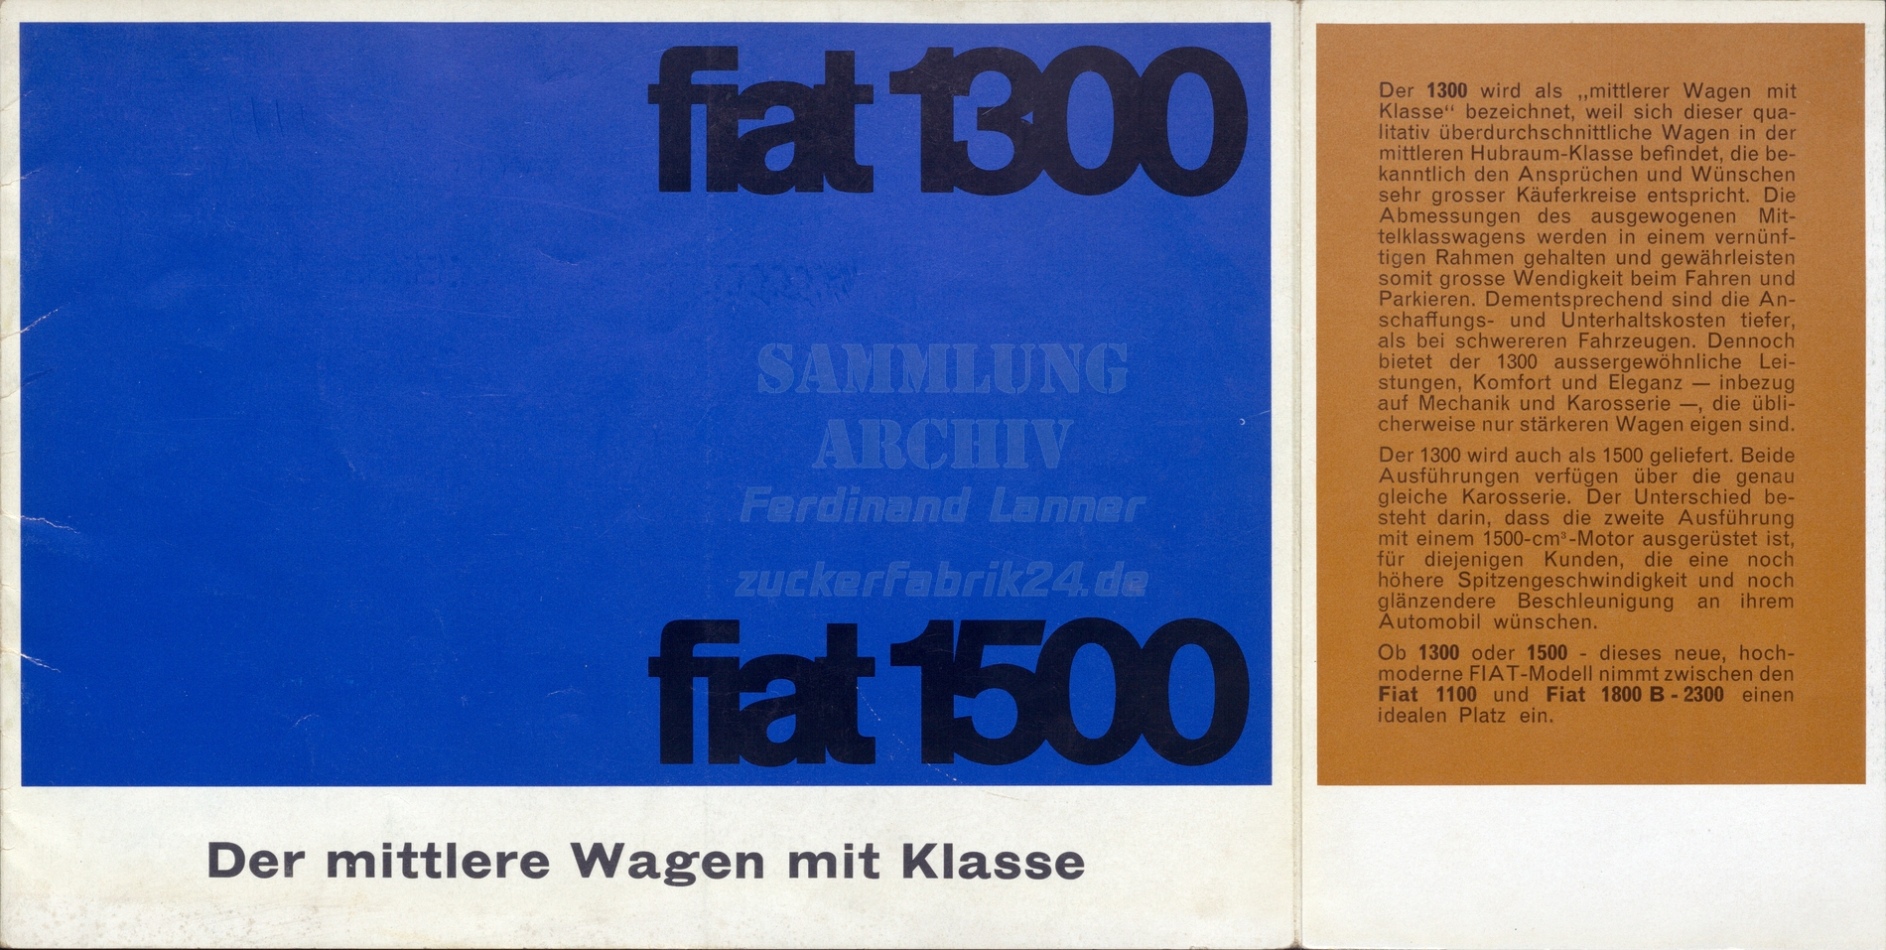 fiat 1300
SAMMLUNG
ARCHIV
Ferdinand Lanner
zuckerfabrik24.de
fiat 1500
Der mittlere Wagen mit Klasse
Der 1300 wird als „mittlerer Wagen mit
Klasse“ bezeichnet, weil sich dieser qua-
litativ überdurchschnittliche Wagen in der
mittleren Hubraum-Klasse befindet, die be-
kanntlich den Ansprüchen und Wünschen
sehr grosser Käuferkreise entspricht. Die
Abmessungen des ausgewogenen Mit-
telklasswagens werden in einem vernünf-
tigen Rahmen gehalten und gewährleisten
somit grosse Wendigkeit beim Fahren und
Parkieren. Dementsprechend sind die An-
schaffungs- und Unterhaltskosten tiefer,
als bei schwereren Fahrzeugen. Dennoch
bietet der 1300 aussergewöhnliche Lei-
stungen, Komfort und Eleganz — inbezug
auf Mechanik und Karosserie —, die übli-
cherweise nur stärkeren Wagen eigen sind.
Der 1300 wird auch als 1500 geliefert. Beide
Ausführungen verfügen über die genau
gleiche Karosserie. Der Unterschied be-
steht darin, dass die zweite Ausführung
mit einem 1500-cm³-Motor ausgerüstet ist,
für diejenigen Kunden, die eine noch
höhere Spitzengeschwindigkeit und noch
glänzendere Beschleunigung an ihrem
Automobil wünschen.
Ob 1300 oder 1500 - dieses neue, hoch-
moderne FIAT-Modell nimmt zwischen den
Fiat 1100 und Fiat 1800 B - 2300 einen
idealen Platz ein.